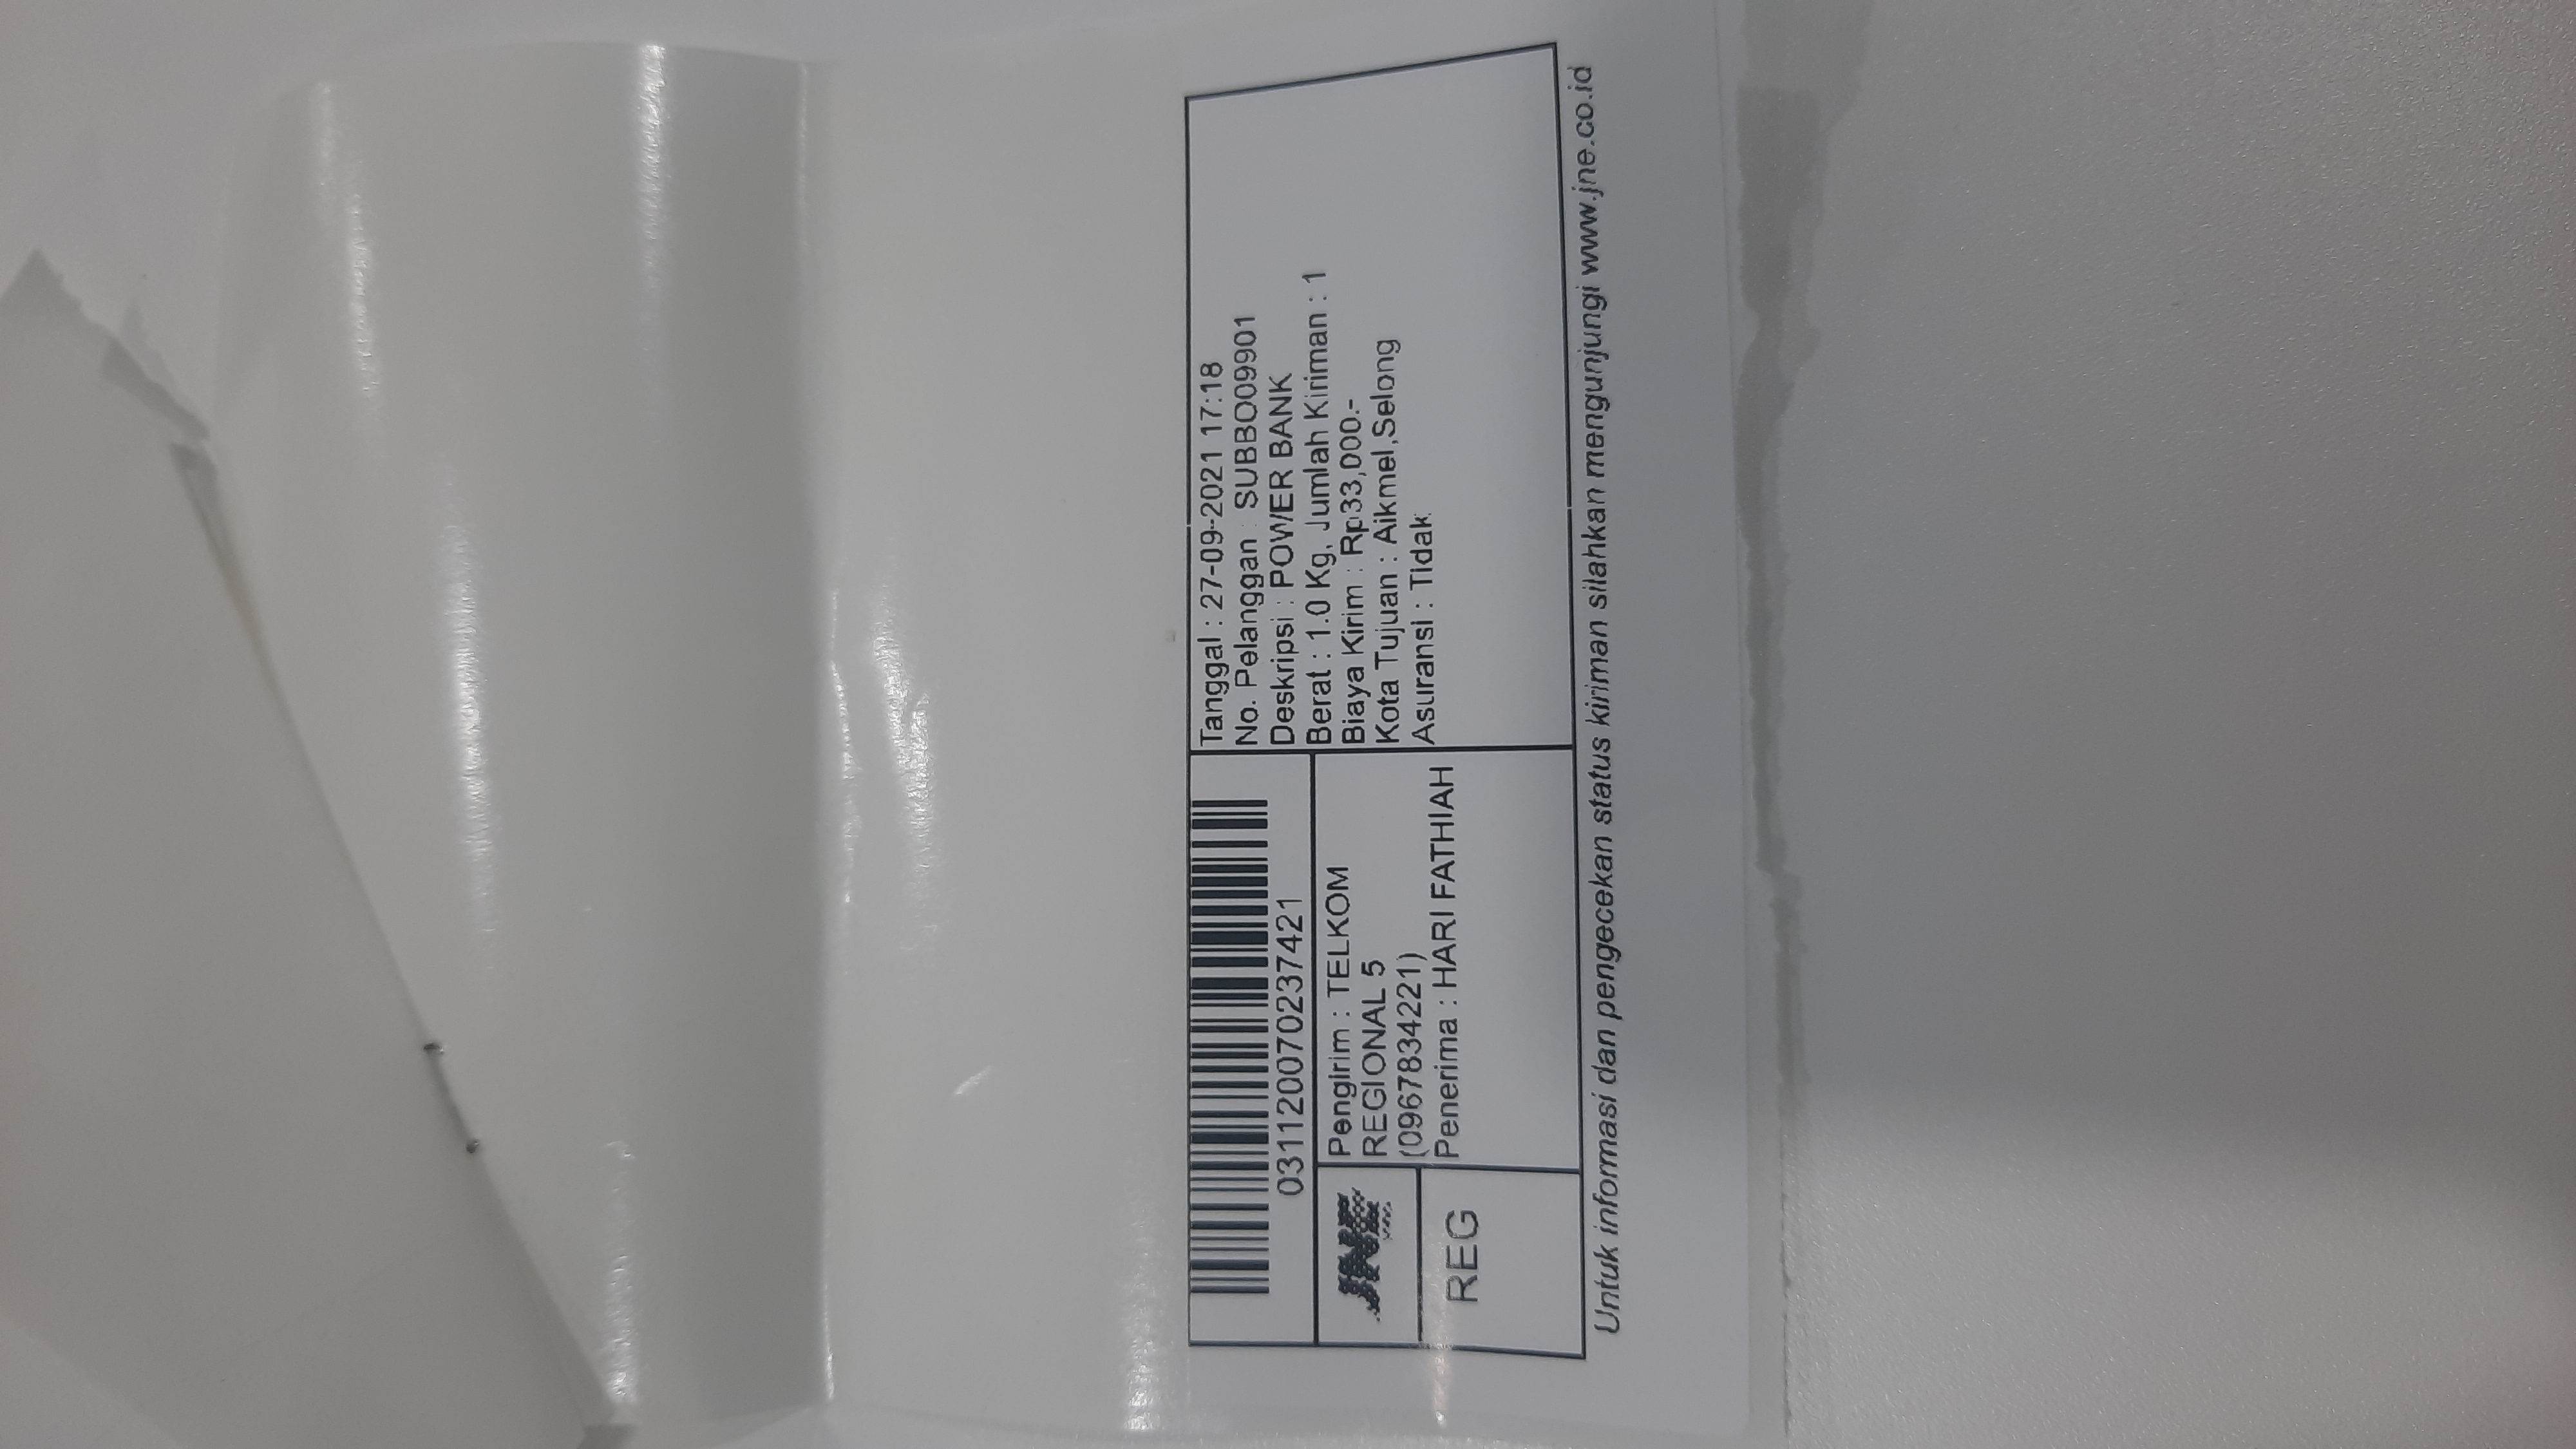 031120070237421
JNE
REG
Pengirim : TELKOM
REGIONAL 5
(0967834221)
Penerima : HARI FATHIAH
Tanggal : 27-09-2021 17:18
No. Pelanggan : SUBBO09901
Deskripsi : POWER BANK
Berat : 1.0 Kg, Jumlah Kiriman : 1
Biaya Kirim : Rp33,000.-
Kota Tujuan : Aikmel,Selong
Asuransi : Tidak
Untuk informasi dan pengecekan status kiriman silahkan mengunjungi www.jne.co.id